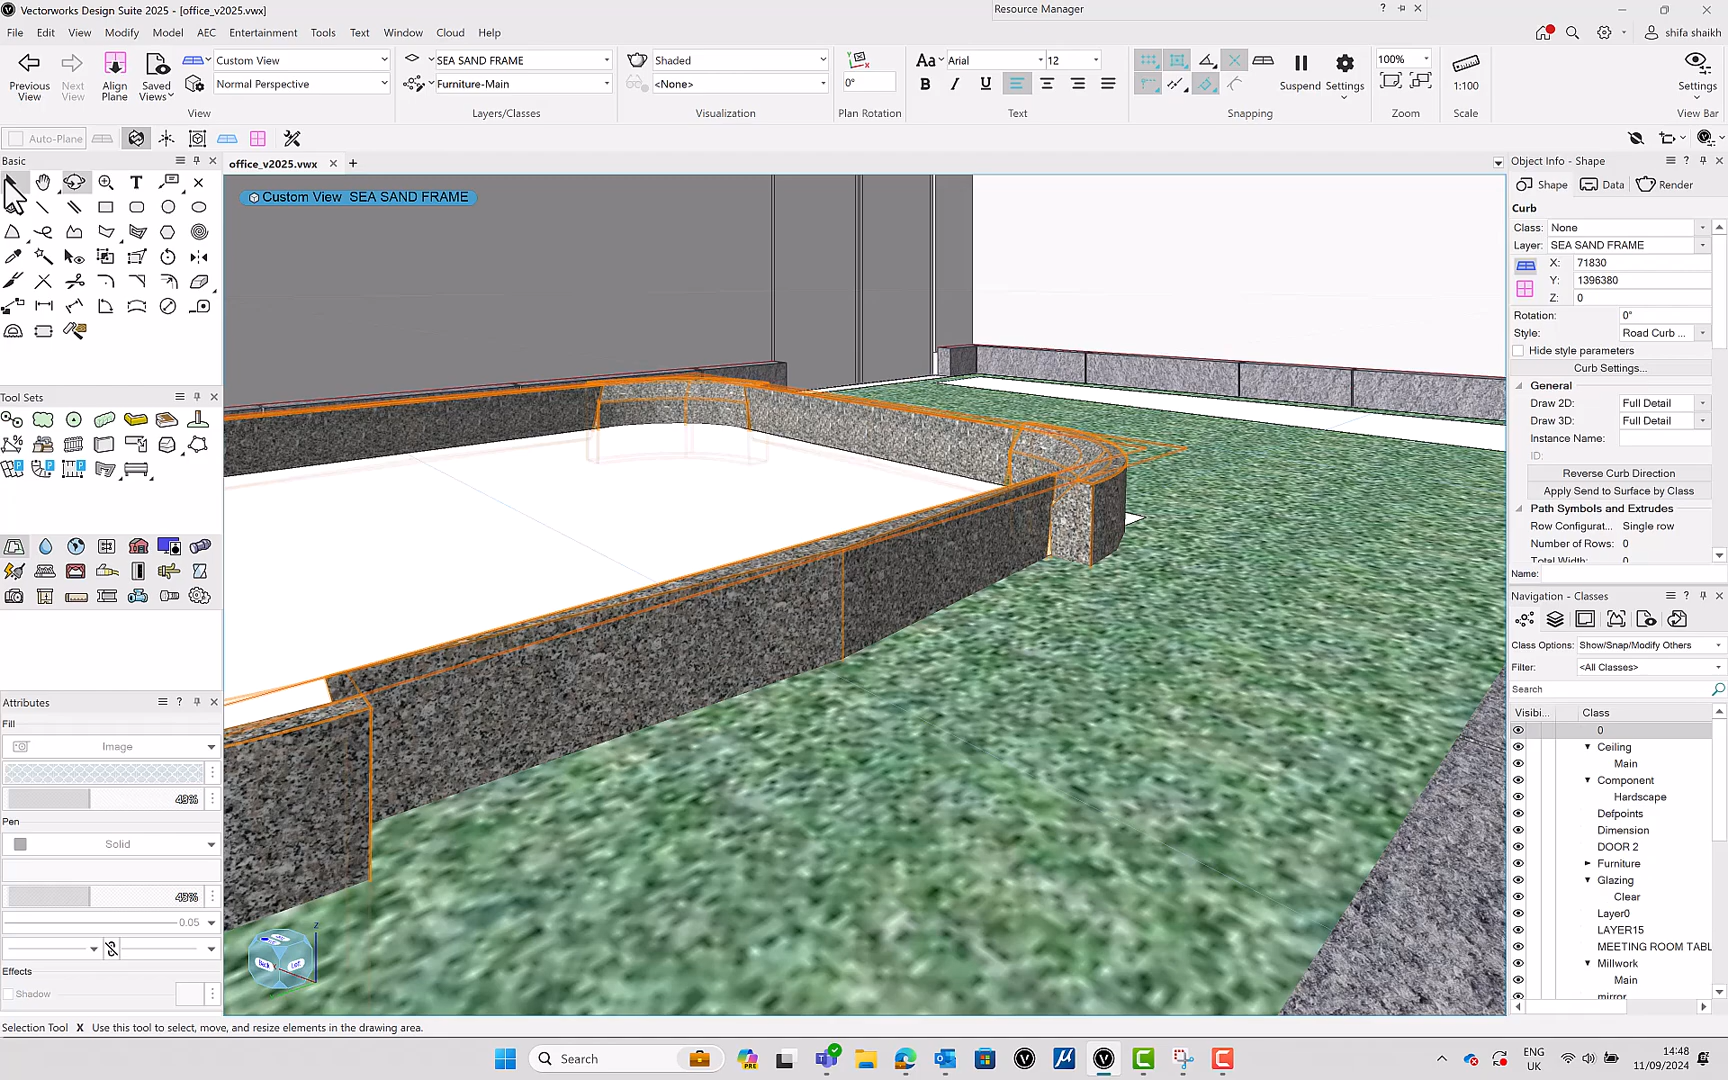 Vectorworks Design Suite 2025 - [office_v2025.vwx]
Resource Manager
File Edit View Modify Model AEC Entertainment Tools Text Window Cloud Help
shifa shaikh
Previous View
Next View
Align Plane
Saved Views
Custom View
Normal Perspective
View
SEA SAND FRAME
Furniture-Main
Layers/Classes
Shaded
<None>
Visualization
0°
Plan Rotation
Aa Arial 12
B I U
Text
Suspend
Settings
Snapping
100%
Zoom
1:100
Scale
Settings
View Bar
Auto-Plane
Basic
office_v2025.vwx
Custom View SEA SAND FRAME
Tool Sets
Attributes
Fill
Image
49%
Pen
Solid
43%
0.05
Effects
Shadow
Back
Left
Z
Object Info - Shape
Shape Data Render
Curb
Class: None
Layer: SEA SAND FRAME
X: 71830
Y: 1396380
Z: 0
Rotation: 0°
Style: Road Curb ...
Hide style parameters
Curb Settings...
General
Draw 2D: Full Detail
Draw 3D: Full Detail
Instance Name:
ID:
Reverse Curb Direction
Apply Send to Surface by Class
Path Symbols and Extrudes
Row Configurat... Single row
Number of Rows: 0
Total Width: 0
Name:
Navigation - Classes
Class Options: Show/Snap/Modify Others
Filter: <All Classes>
Search
Visibi... Class
0
Ceiling
Main
Component
Hardscape
Defpoints
Dimension
DOOR 2
Furniture
Glazing
Clear
Layer0
LAYER15
MEETING ROOM TABL
Millwork
Main
mirror
Selection Tool X Use this tool to select, move, and resize elements in the drawing area.
Search
PRE
ENG
UK
14:48
11/09/2024